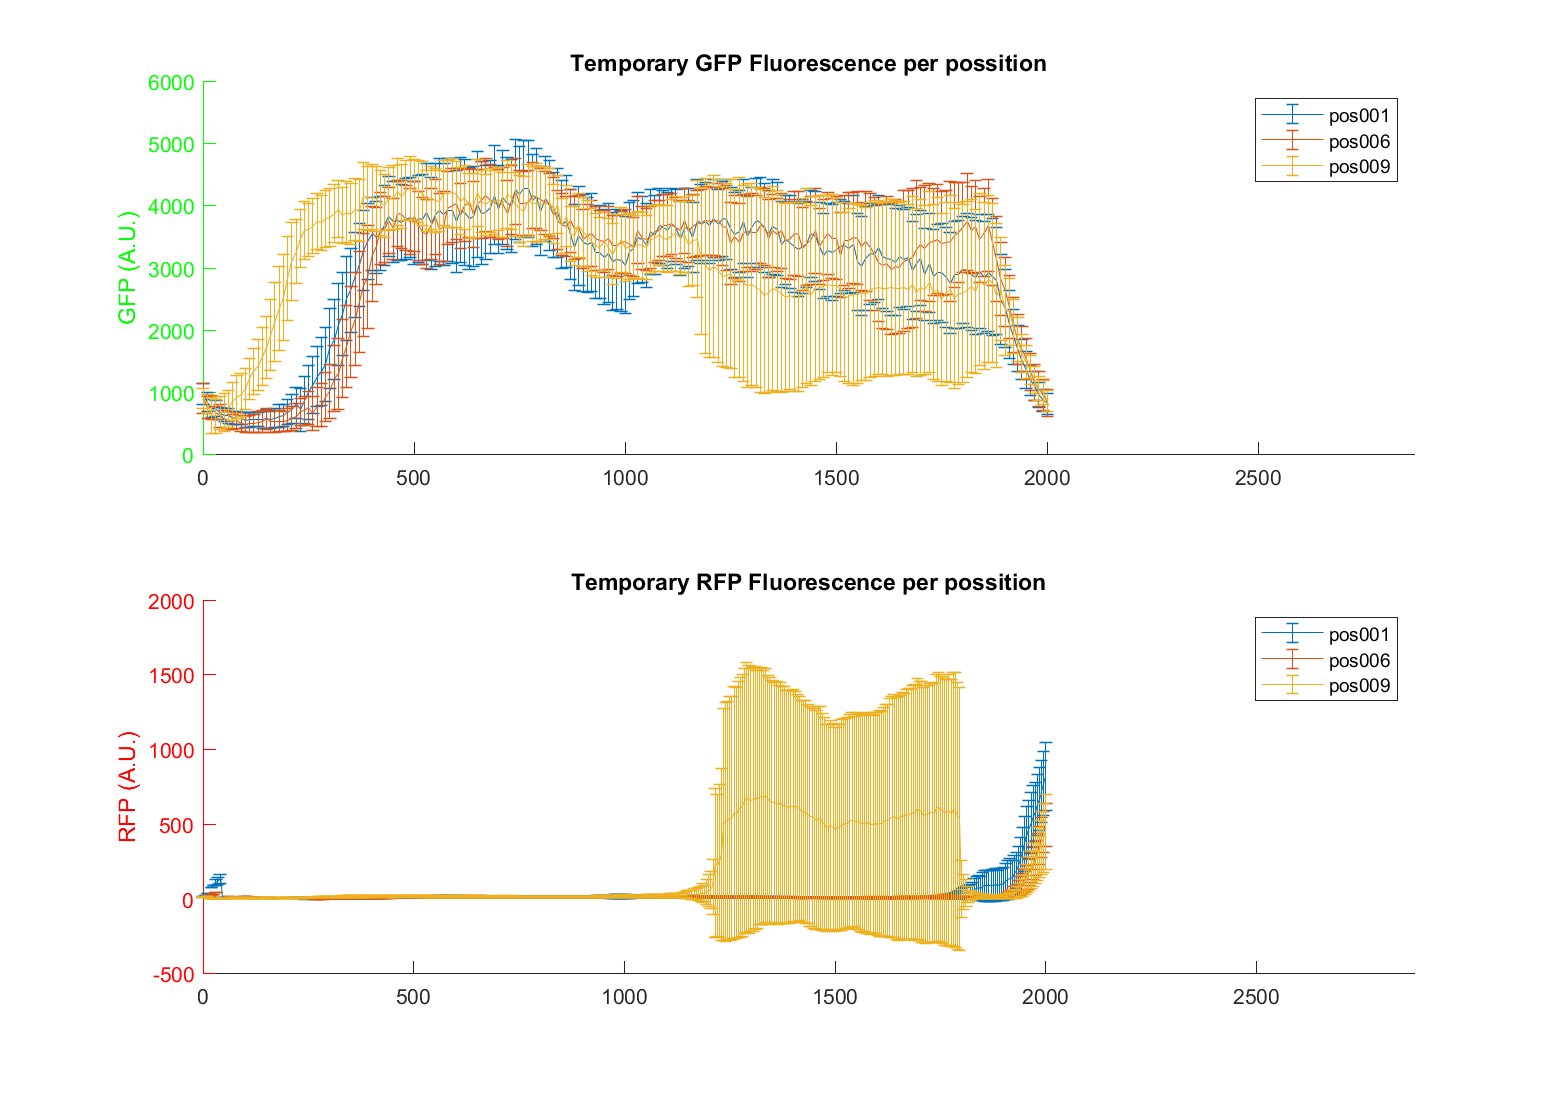 Temporary GFP Fluorescence per possition
6000
5000
4000
3000
2000
1000
0
GFP (A.U.)
pos001
pos006
pos009
0 500 1000 1500 2000 2500
Temporary RFP Fluorescence per possition
2000
1500
1000
500
0
-500
RFP (A.U.)
pos001
pos006
pos009
0 500 1000 1500 2000 2500